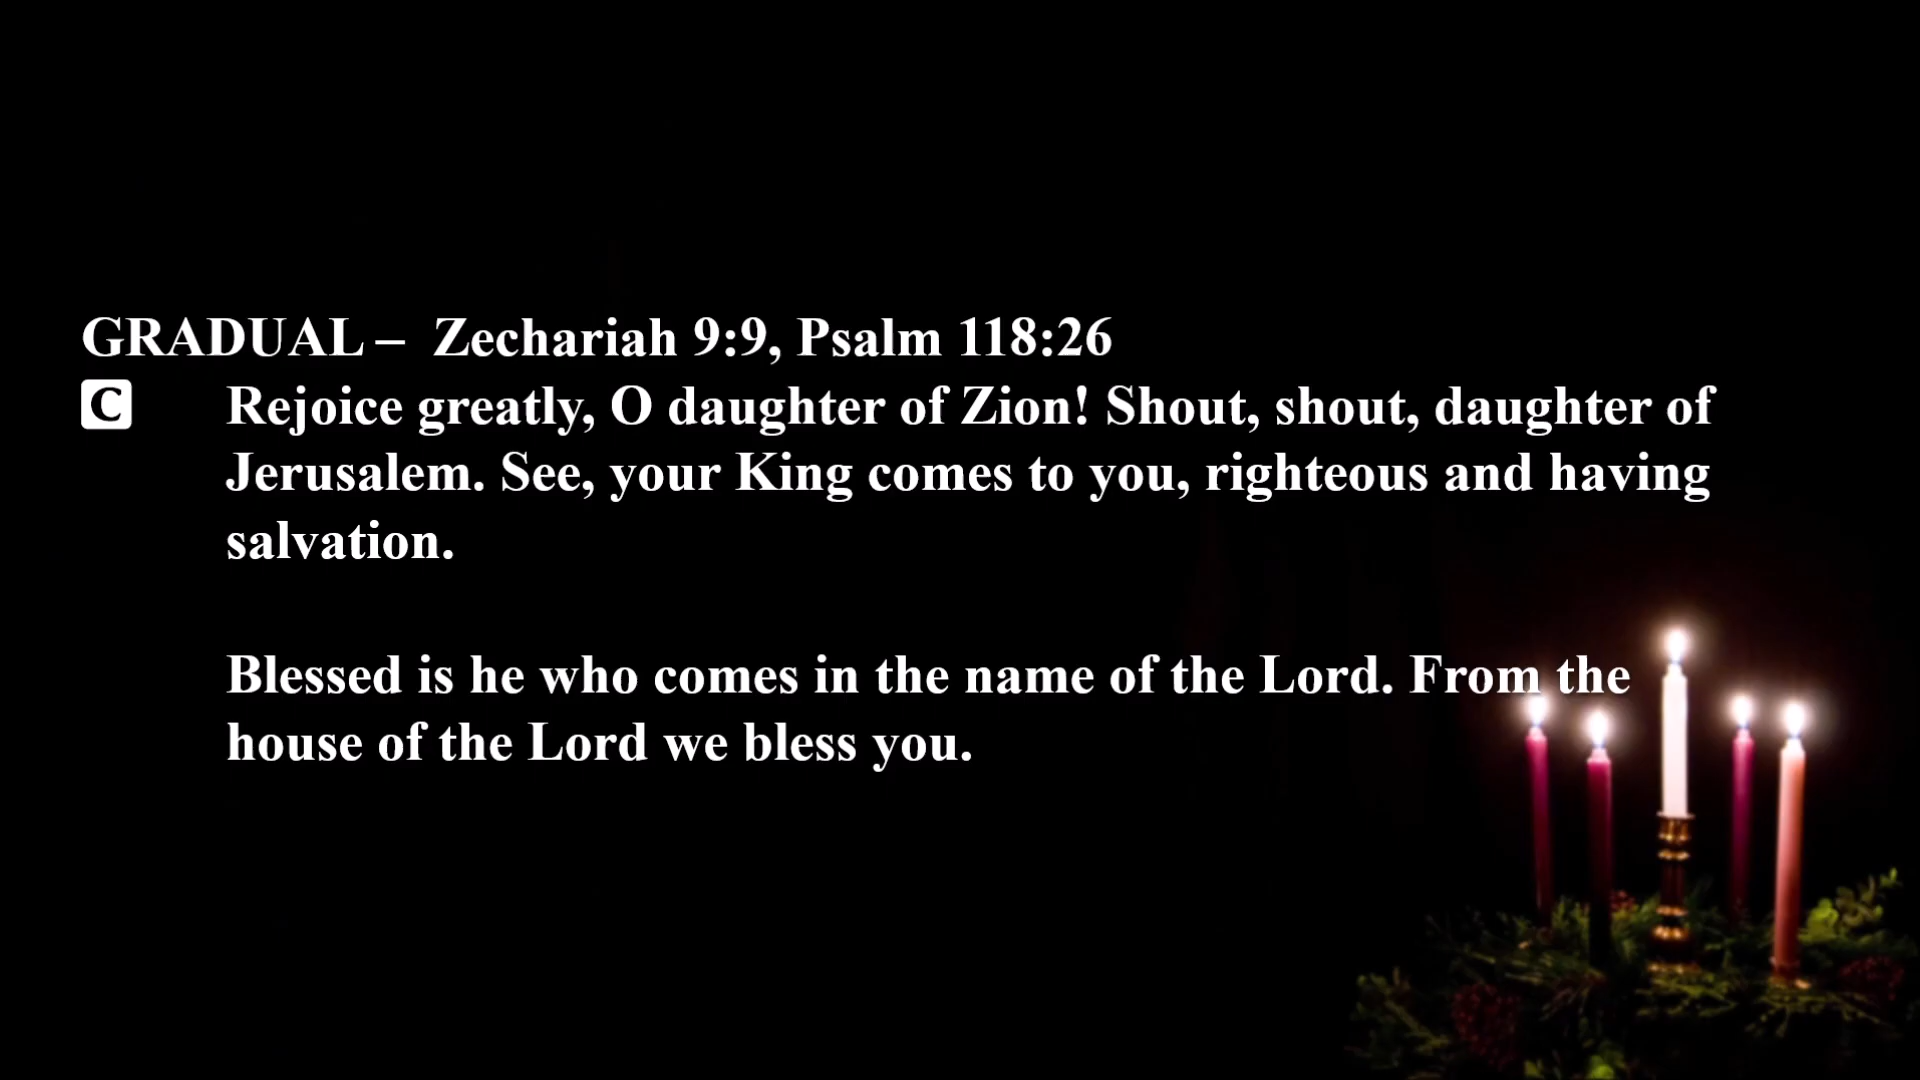 GRADUAL – Zechariah 9:9, Psalm 118:26
C Rejoice greatly, O daughter of Zion! Shout, shout, daughter of
Jerusalem. See, your King comes to you, righteous and having
salvation.
Blessed is he who comes in the name of the Lord. From the
house of the Lord we bless you.